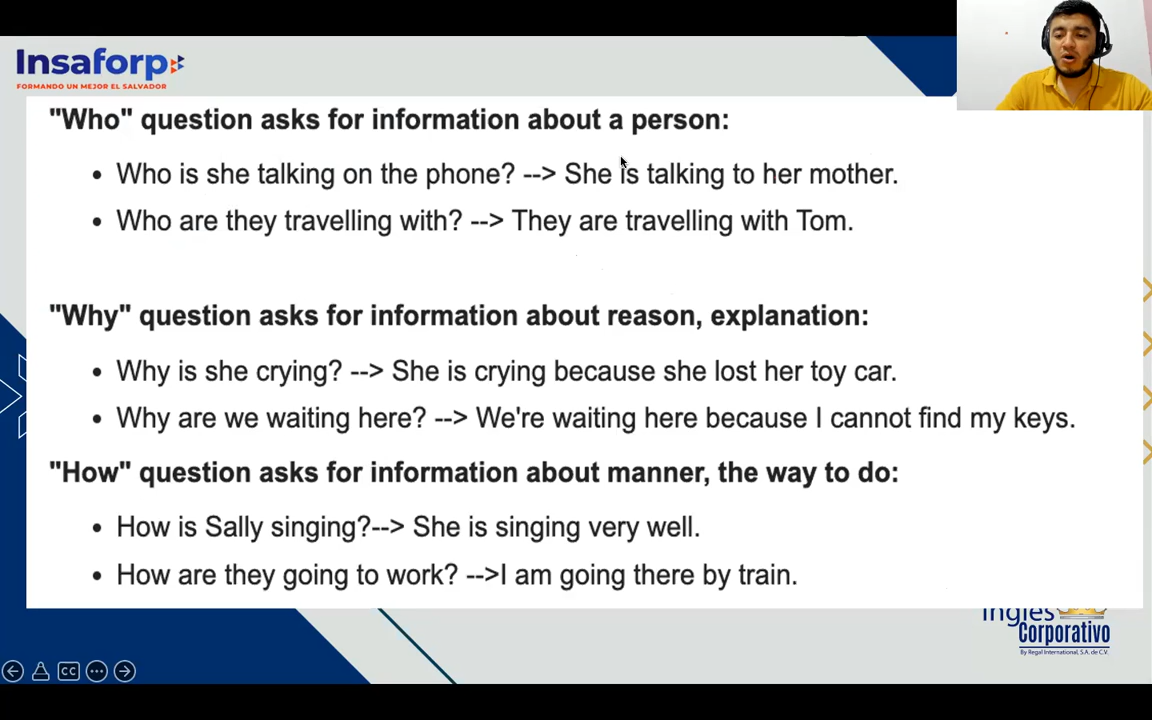 Insaforp
FORMANDO UN MEJOR EL SALVADOR
"Who" question asks for information about a person:
• Who is she talking on the phone? --> She is talking to her mother.
• Who are they travelling with? --> They are travelling with Tom.
"Why" question asks for information about reason, explanation:
• Why is she crying? --> She is crying because she lost her toy car.
• Why are we waiting here? --> We're waiting here because I cannot find my keys.
"How" question asks for information about manner, the way to do:
• How is Sally singing?--> She is singing very well.
• How are they going to work? -->I am going there by train.
Inglés
Corporativo
By Regal International, S.A. de C.V.
CC